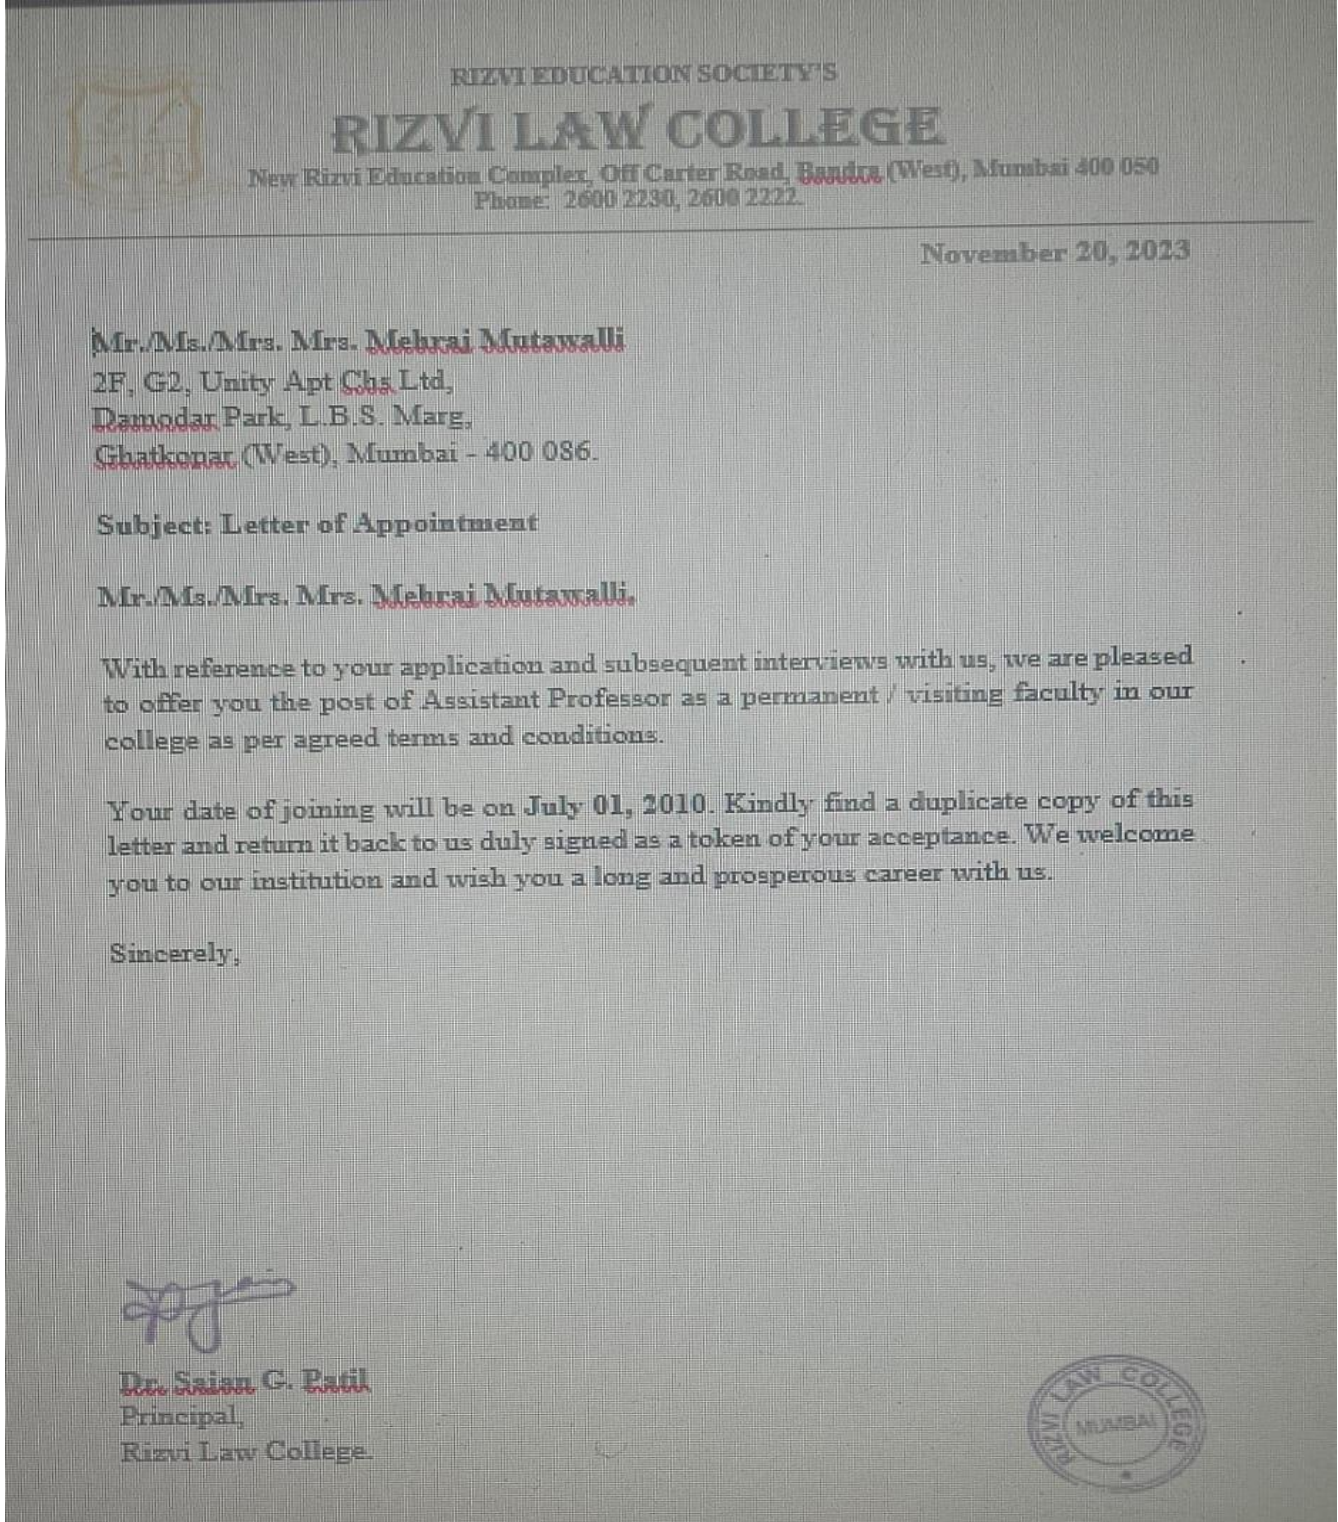 RIZVI EDUCATION SOCIETY'S
RIZVI LAW COLLEGE
New Rizvi Education Complex, Off Carter Road, Bandra (West), Mumbai 400 050
Phone: 2600 2230, 2600 2222.
November 20, 2023
Mr./Ms./Mrs. Mrs. Mehrai Mutawalli
2F, G2, Unity Apt Chs Ltd,
Damodar Park, L.B.S. Marg,
Ghatkopar (West), Mumbai - 400 086.
Subject: Letter of Appointment
Mr./Ms./Mrs. Mrs. Mehrai Mutawalli,
With reference to your application and subsequent interviews with us, we are pleased
to offer you the post of Assistant Professor as a permanent / visiting faculty in our
college as per agreed terms and conditions.
Your date of joining will be on July 01, 2010. Kindly find a duplicate copy of this
letter and return it back to us duly signed as a token of your acceptance. We welcome
you to our institution and wish you a long and prosperous career with us.
Sincerely,
Dr. Sajan G. Patil
Principal,
Rizvi Law College.
RIZVI LAW COLLEGE
MUMBAI